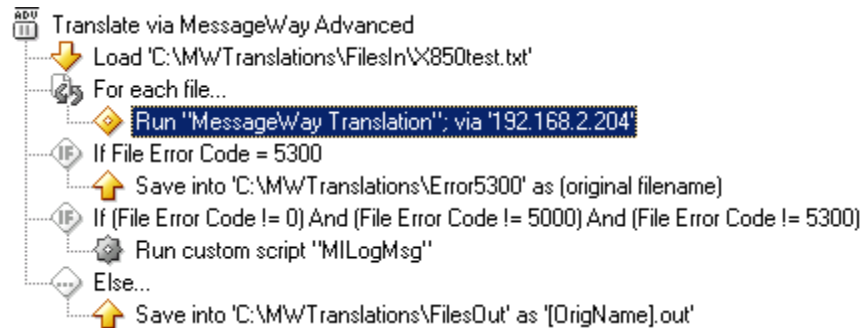 ADV
Translate via MessageWay Advanced
Load 'C:\MWTranslations\FilesIn\X850test.txt'
For each file...
Run "MessageWay Translation"; via '192.168.2.204'
IF If File Error Code = 5300
Save into 'C:\MWTranslations\Error5300' as (original filename)
IF If (File Error Code != 0) And (File Error Code != 5000) And (File Error Code != 5300)
Run custom script "MILogMsg"
Else...
Save into 'C:\MWTranslations\FilesOut' as '[OrigName].out'